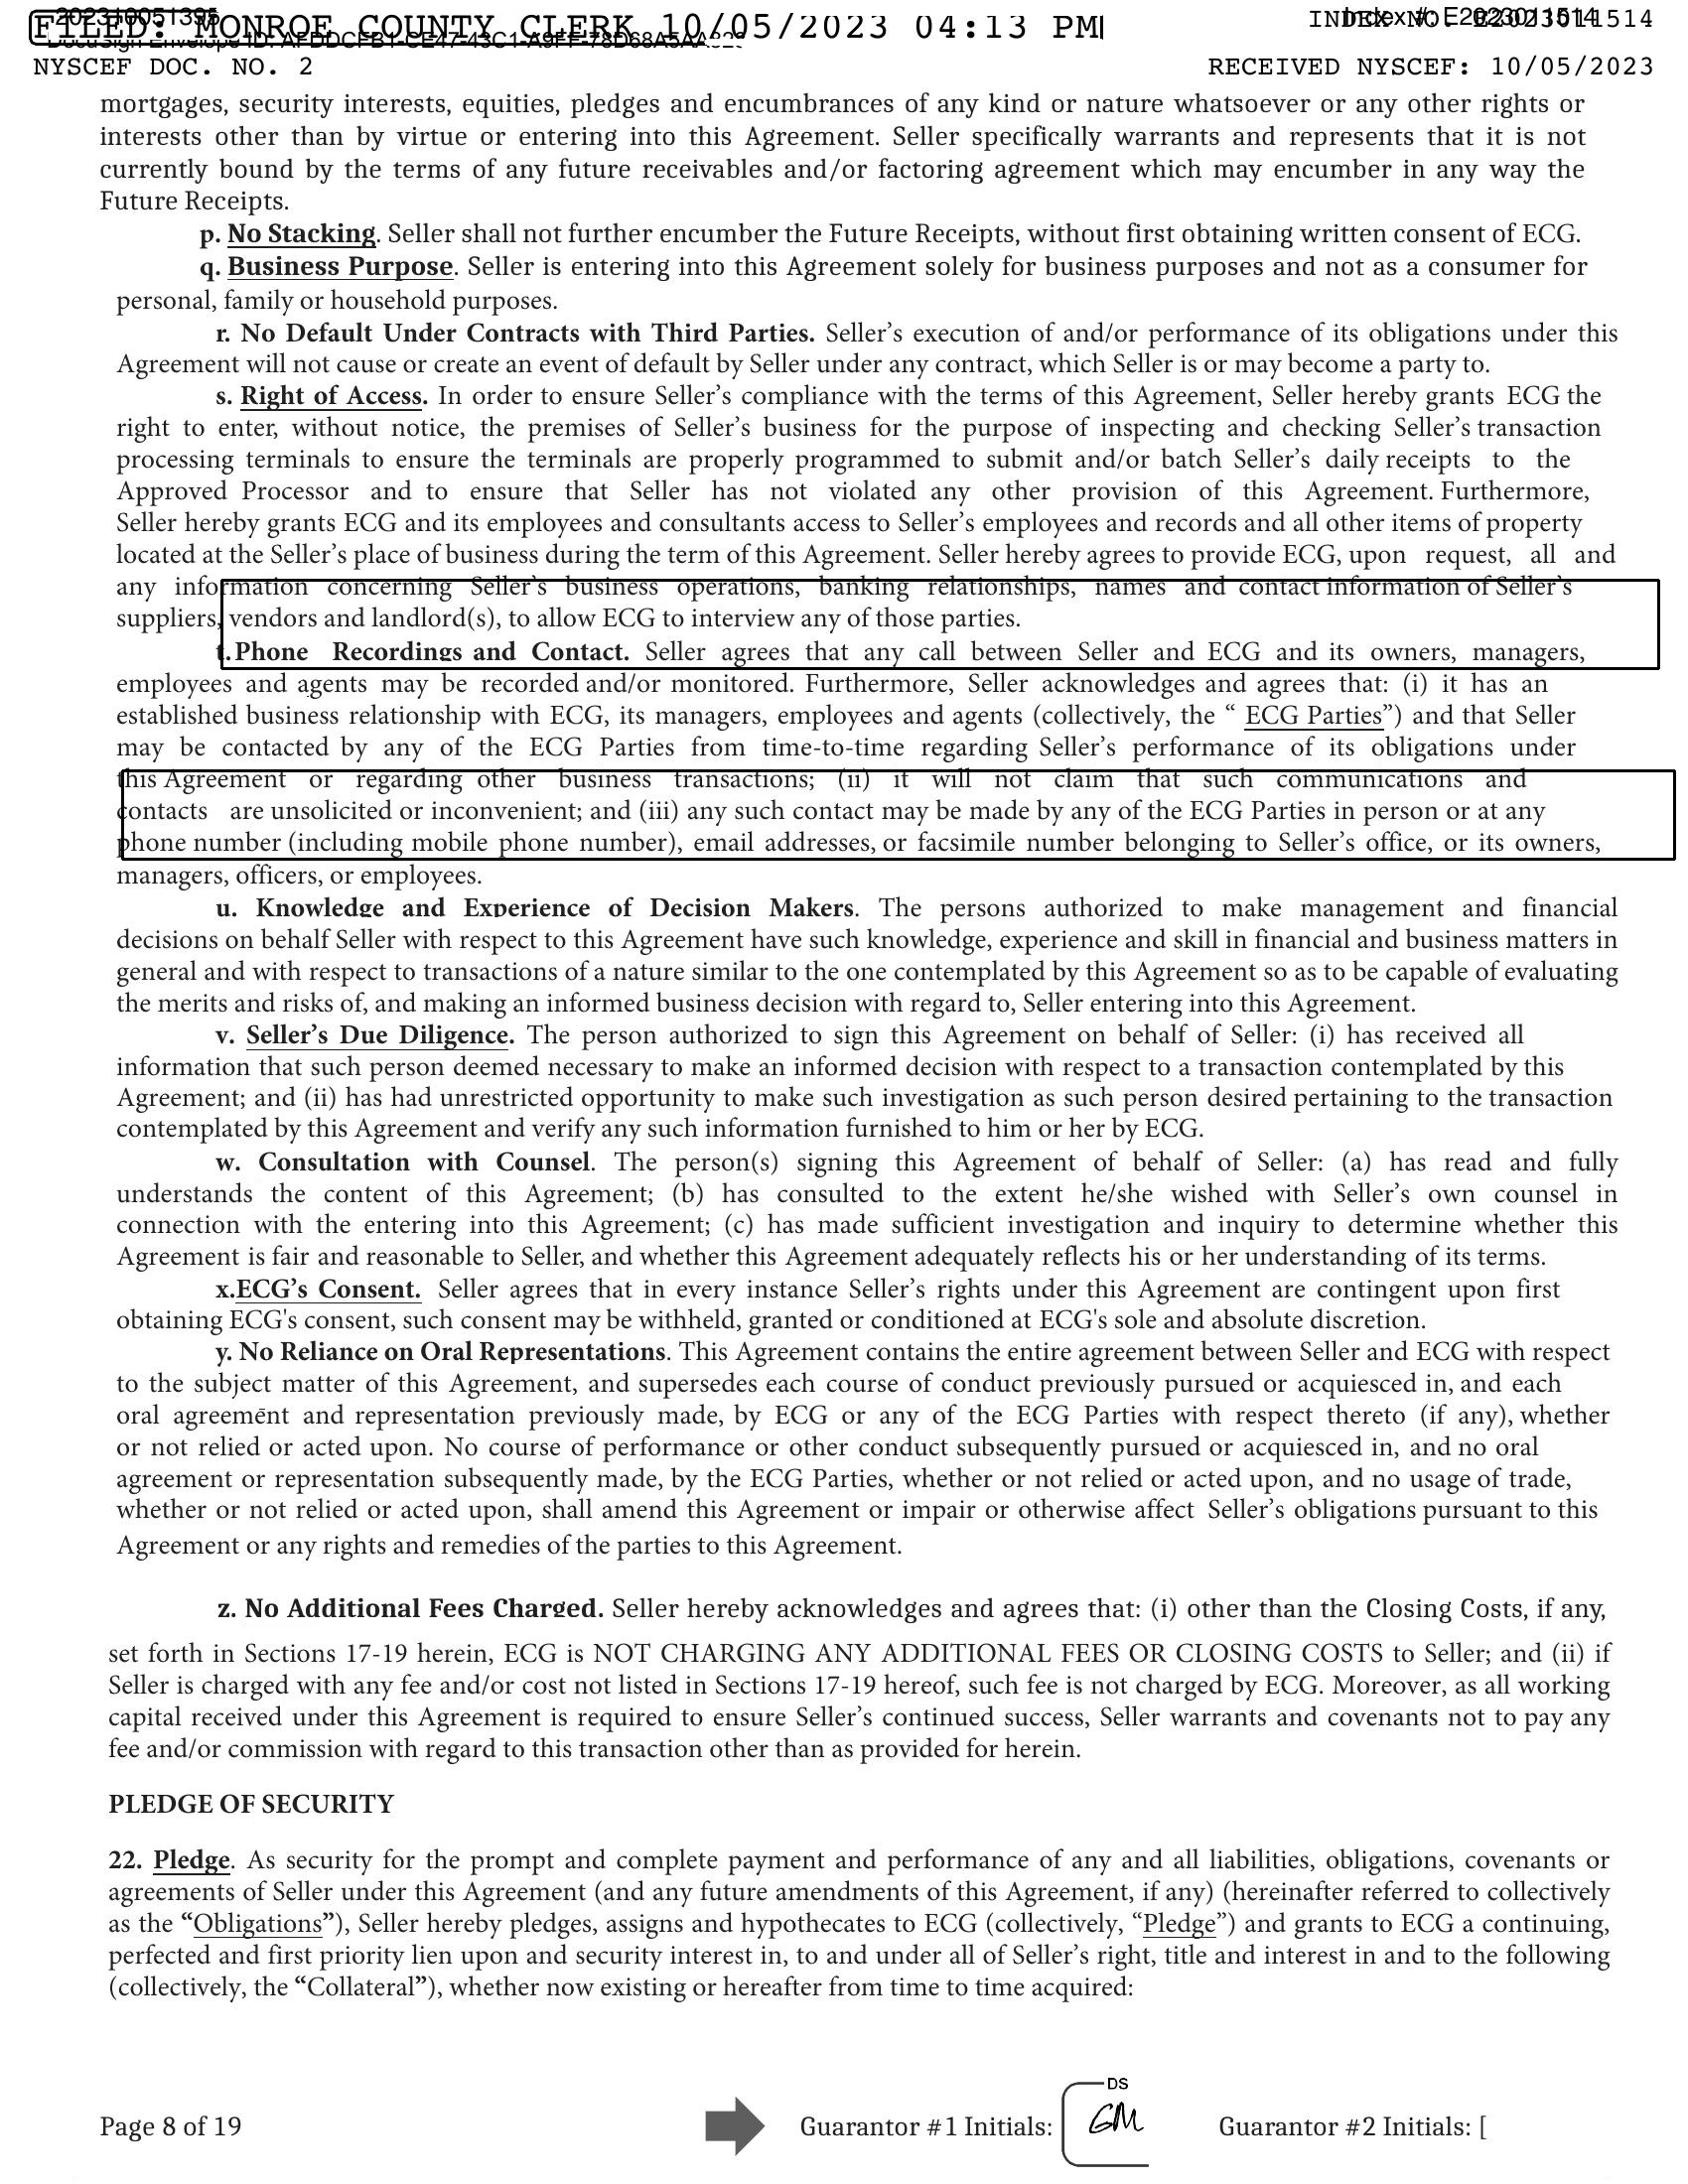 202310051395
FILED: MONROE COUNTY CLERK 10/05/2023 04:13 PM
INDEX NO. E2023011514
Index #: E2023011514
DocuSign Envelope ID:
NYSCEF DOC. NO. 2
RECEIVED NYSCEF: 10/05/2023
mortgages, security interests, equities, pledges and encumbrances of any kind or nature whatsoever or any other rights or
interests other than by virtue or entering into this Agreement. Seller specifically warrants and represents that it is not
currently bound by the terms of any future receivables and/or factoring agreement which may encumber in any way the
Future Receipts.
p. No Stacking. Seller shall not further encumber the Future Receipts, without first obtaining written consent of ECG.
q. Business Purpose. Seller is entering into this Agreement solely for business purposes and not as a consumer for
personal, family or household purposes.
r. No Default Under Contracts with Third Parties. Seller’s execution of and/or performance of its obligations under this
Agreement will not cause or create an event of default by Seller under any contract, which Seller is or may become a party to.
s. Right of Access. In order to ensure Seller’s compliance with the terms of this Agreement, Seller hereby grants ECG the
right to enter, without notice, the premises of Seller’s business for the purpose of inspecting and checking Seller’s transaction
processing terminals to ensure the terminals are properly programmed to submit and/or batch Seller’s daily receipts to the
Approved Processor and to ensure that Seller has not violated any other provision of this Agreement. Furthermore,
Seller hereby grants ECG and its employees and consultants access to Seller’s employees and records and all other items of property
located at the Seller’s place of business during the term of this Agreement. Seller hereby agrees to provide ECG, upon request, all and
any information concerning Seller’s business operations, banking relationships, names and contact information of Seller’s
suppliers, vendors and landlord(s), to allow ECG to interview any of those parties.
t. Phone Recordings and Contact. Seller agrees that any call between Seller and ECG and its owners, managers,
employees and agents may be recorded and/or monitored. Furthermore, Seller acknowledges and agrees that: (i) it has an
established business relationship with ECG, its managers, employees and agents (collectively, the “ ECG Parties”) and that Seller
may be contacted by any of the ECG Parties from time-to-time regarding Seller’s performance of its obligations under
this Agreement or regarding other business transactions; (ii) it will not claim that such communications and
contacts are unsolicited or inconvenient; and (iii) any such contact may be made by any of the ECG Parties in person or at any
phone number (including mobile phone number), email addresses, or facsimile number belonging to Seller’s office, or its owners,
managers, officers, or employees.
u. Knowledge and Experience of Decision Makers. The persons authorized to make management and financial
decisions on behalf Seller with respect to this Agreement have such knowledge, experience and skill in financial and business matters in
general and with respect to transactions of a nature similar to the one contemplated by this Agreement so as to be capable of evaluating
the merits and risks of, and making an informed business decision with regard to, Seller entering into this Agreement.
v. Seller’s Due Diligence. The person authorized to sign this Agreement on behalf of Seller: (i) has received all
information that such person deemed necessary to make an informed decision with respect to a transaction contemplated by this
Agreement; and (ii) has had unrestricted opportunity to make such investigation as such person desired pertaining to the transaction
contemplated by this Agreement and verify any such information furnished to him or her by ECG.
w. Consultation with Counsel. The person(s) signing this Agreement of behalf of Seller: (a) has read and fully
understands the content of this Agreement; (b) has consulted to the extent he/she wished with Seller’s own counsel in
connection with the entering into this Agreement; (c) has made sufficient investigation and inquiry to determine whether this
Agreement is fair and reasonable to Seller, and whether this Agreement adequately reflects his or her understanding of its terms.
x.ECG’s Consent. Seller agrees that in every instance Seller’s rights under this Agreement are contingent upon first
obtaining ECG's consent, such consent may be withheld, granted or conditioned at ECG's sole and absolute discretion.
y. No Reliance on Oral Representations. This Agreement contains the entire agreement between Seller and ECG with respect
to the subject matter of this Agreement, and supersedes each course of conduct previously pursued or acquiesced in, and each
oral agreement and representation previously made, by ECG or any of the ECG Parties with respect thereto (if any), whether
or not relied or acted upon. No course of performance or other conduct subsequently pursued or acquiesced in, and no oral
agreement or representation subsequently made, by the ECG Parties, whether or not relied or acted upon, and no usage of trade,
whether or not relied or acted upon, shall amend this Agreement or impair or otherwise affect Seller’s obligations pursuant to this
Agreement or any rights and remedies of the parties to this Agreement.
z. No Additional Fees Charged. Seller hereby acknowledges and agrees that: (i) other than the Closing Costs, if any,
set forth in Sections 17-19 herein, ECG is NOT CHARGING ANY ADDITIONAL FEES OR CLOSING COSTS to Seller; and (ii) if
Seller is charged with any fee and/or cost not listed in Sections 17-19 hereof, such fee is not charged by ECG. Moreover, as all working
capital received under this Agreement is required to ensure Seller’s continued success, Seller warrants and covenants not to pay any
fee and/or commission with regard to this transaction other than as provided for herein.
PLEDGE OF SECURITY
22. Pledge. As security for the prompt and complete payment and performance of any and all liabilities, obligations, covenants or
agreements of Seller under this Agreement (and any future amendments of this Agreement, if any) (hereinafter referred to collectively
as the “Obligations”), Seller hereby pledges, assigns and hypothecates to ECG (collectively, “Pledge”) and grants to ECG a continuing,
perfected and first priority lien upon and security interest in, to and under all of Seller’s right, title and interest in and to the following
(collectively, the “Collateral”), whether now existing or hereafter from time to time acquired:
DS
Page 8 of 19 Guarantor #1 Initials: GM Guarantor #2 Initials: [